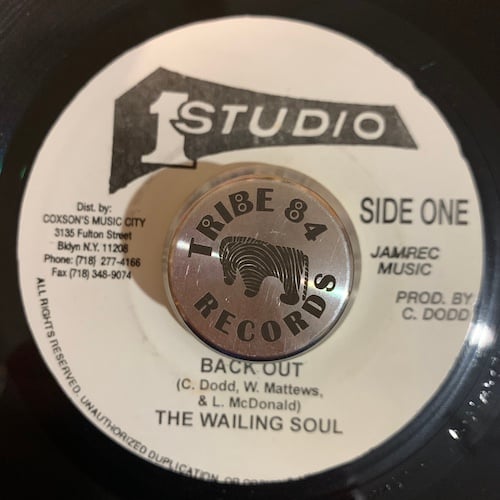 1 STUDIO
Dist. by:
COXSON'S MUSIC CITY
3135 Fulton Street
Bklyn N.Y. 11208
Phone: (718) 277-4166
Fax (718) 348-9074
SIDE ONE
JAMREC
MUSIC
PROD. BY
C. DODD
TRIBE 84
RECORDS
BACK OUT
(C. Dodd, W. Mattews,
& L. McDonald)
THE WAILING SOUL
ALL RIGHTS RESERVED. UNAUTHORIZED DUPLICATION